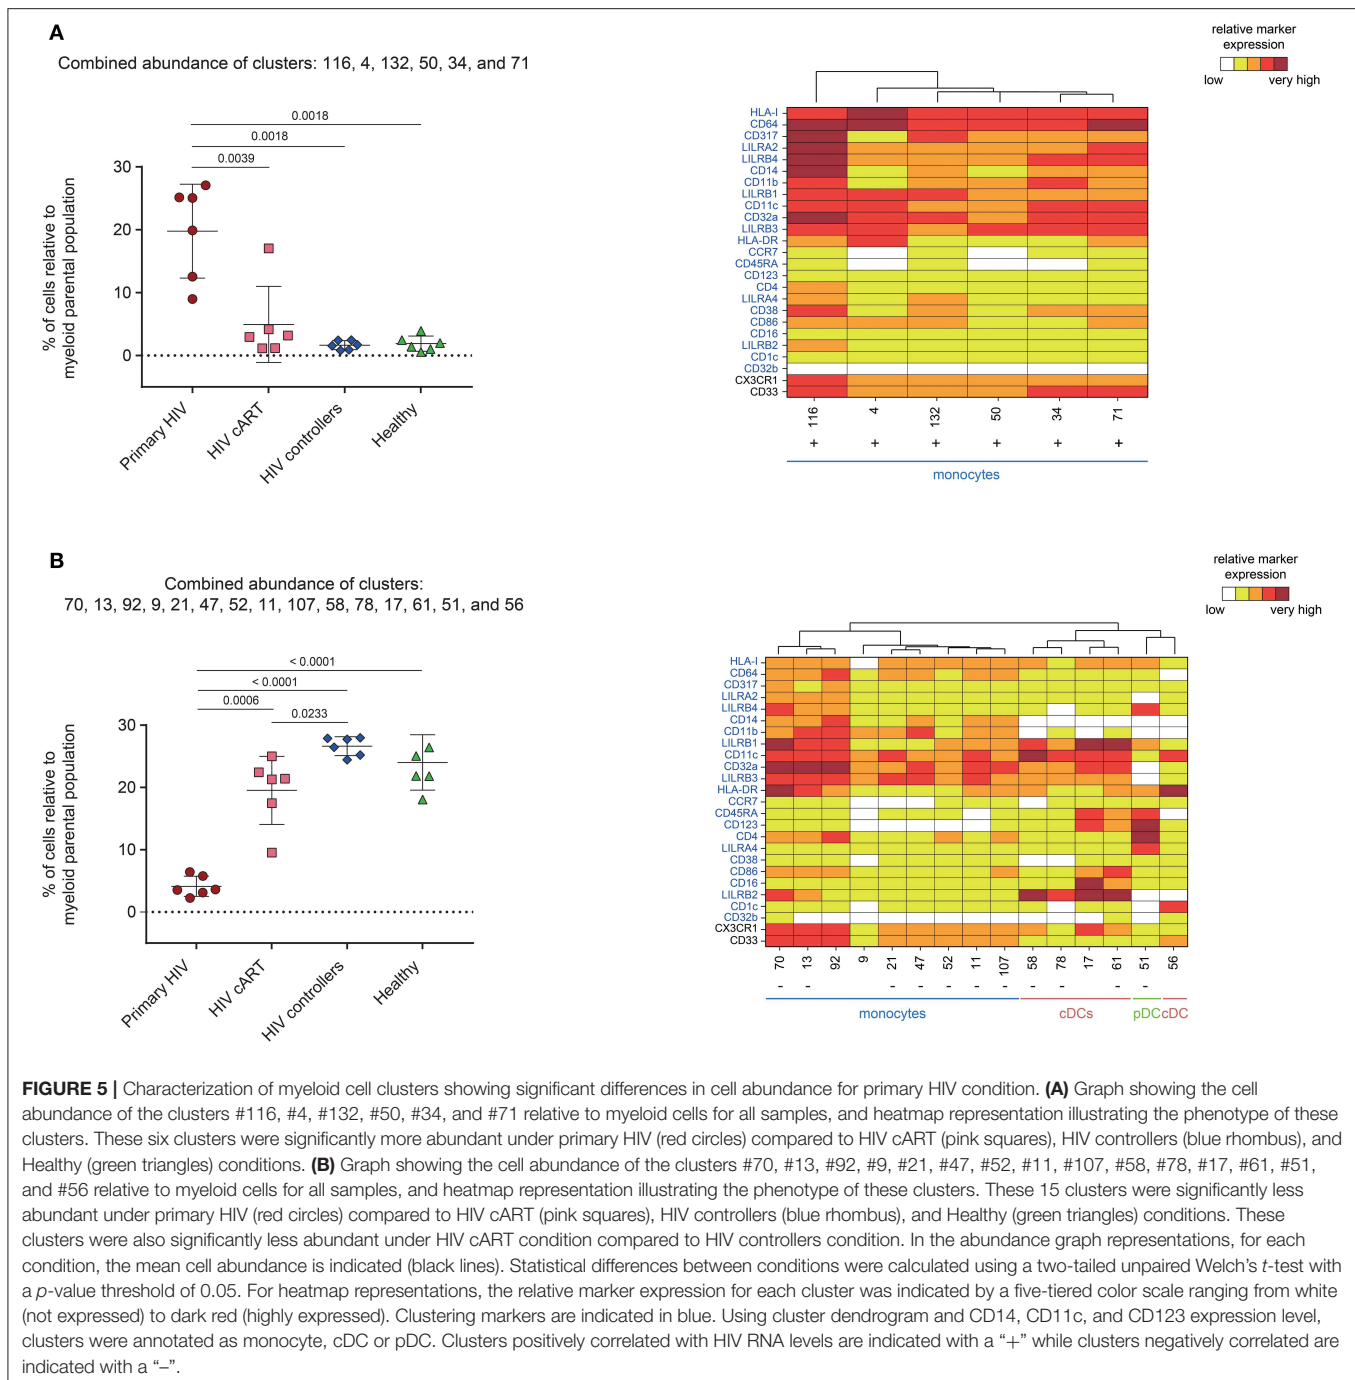 A
Combined abundance of clusters: 116, 4, 132, 50, 34, and 71
0.0018
0.0018
0.0039
30
20
10
0
% of cells relative to
myeloid parental population
Primary HIV
HIV cART
HIV controllers
Healthy
relative marker
expression
low
very high
HLA-I
CD64
CD317
LILRA2
LILRB4
CD14
CD11b
LILRB1
CD11c
CD32a
LILRB3
HLA-DR
CCR7
CD45RA
CD123
CD4
LILRA4
CD38
CD86
CD16
LILRB2
CD1c
CD32b
CX3CR1
CD33
116 4 132 50 34 71
+ + + + + +
monocytes
B
Combined abundance of clusters:
70, 13, 92, 9, 21, 47, 52, 11, 107, 58, 78, 17, 61, 51, and 56
< 0.0001
< 0.0001
0.0006
0.0233
30
20
10
0
% of cells relative to
myeloid parental population
Primary HIV
HIV cART
HIV controllers
Healthy
relative marker
expression
low
very high
HLA-I
CD64
CD317
LILRA2
LILRB4
CD14
CD11b
LILRB1
CD11c
CD32a
LILRB3
HLA-DR
CCR7
CD45RA
CD123
CD4
LILRA4
CD38
CD86
CD16
LILRB2
CD1c
CD32b
CX3CR1
CD33
70 13 92 9 21 47 52 11 107 58 78 17 61 51 56
- - - - - - - - - - -
monocytes cDCs pDC cDC
FIGURE 5 | Characterization of myeloid cell clusters showing significant differences in cell abundance for primary HIV condition. (A) Graph showing the cell
abundance of the clusters #116, #4, #132, #50, #34, and #71 relative to myeloid cells for all samples, and heatmap representation illustrating the phenotype of these
clusters. These six clusters were significantly more abundant under primary HIV (red circles) compared to HIV cART (pink squares), HIV controllers (blue rhombus), and
Healthy (green triangles) conditions. (B) Graph showing the cell abundance of the clusters #70, #13, #92, #9, #21, #47, #52, #11, #107, #58, #78, #17, #61, #51,
and #56 relative to myeloid cells for all samples, and heatmap representation illustrating the phenotype of these clusters. These 15 clusters were significantly less
abundant under primary HIV (red circles) compared to HIV cART (pink squares), HIV controllers (blue rhombus), and Healthy (green triangles) conditions. These
clusters were also significantly less abundant under HIV cART condition compared to HIV controllers condition. In the abundance graph representations, for each
condition, the mean cell abundance is indicated (black lines). Statistical differences between conditions were calculated using a two-tailed unpaired Welch's t-test with
a p-value threshold of 0.05. For heatmap representations, the relative marker expression for each cluster was indicated by a five-tiered color scale ranging from white
(not expressed) to dark red (highly expressed). Clustering markers are indicated in blue. Using cluster dendrogram and CD14, CD11c, and CD123 expression level,
clusters were annotated as monocyte, cDC or pDC. Clusters positively correlated with HIV RNA levels are indicated with a “+” while clusters negatively correlated are
indicated with a “–”.